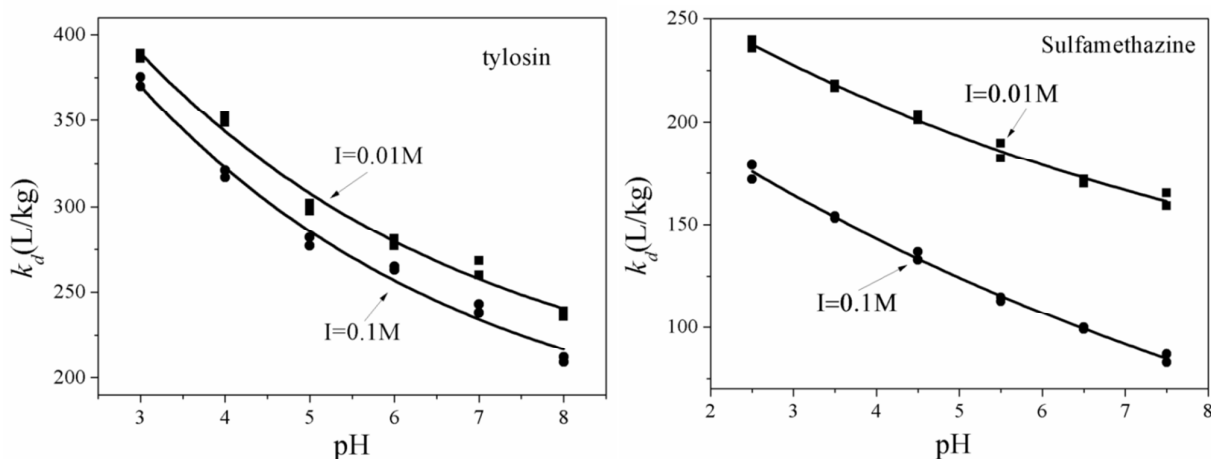 tylosin
I=0.01M
I=0.1M
400
350
300
250
200
k_d(L/kg)
3 4 5 6 7 8
pH
Sulfamethazine
I=0.01M
I=0.1M
250
200
150
100
k_d(L/kg)
2 3 4 5 6 7 8
pH